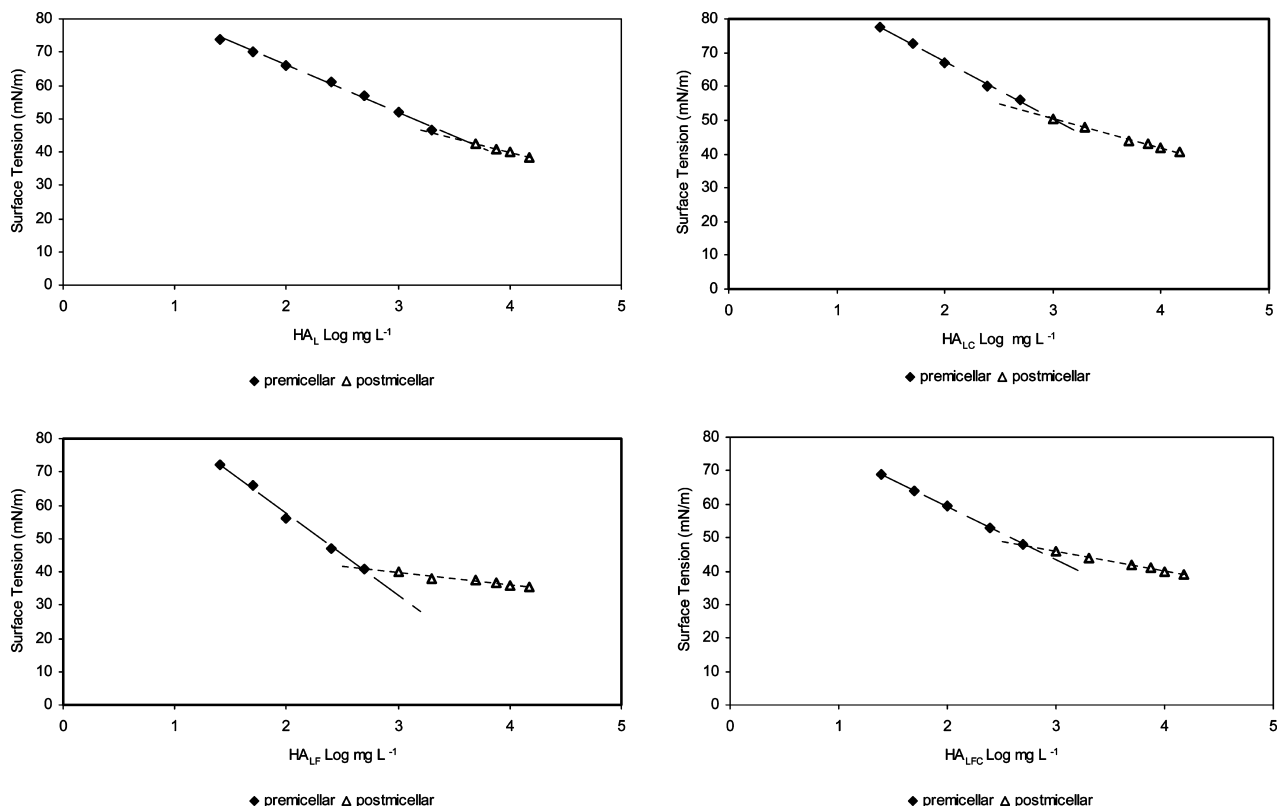 Surface Tension (mN/m)
80
70
60
50
40
30
20
10
0
0 1 2 3 4 5
HA_L Log mg L⁻¹
◆ premicellar △ postmicellar
Surface Tension (mN/m)
80
70
60
50
40
30
20
10
0
0 1 2 3 4 5
HA_LC Log mg L⁻¹
◆ premicellar △ postmicellar
Surface Tension (mN/m)
80
70
60
50
40
30
20
10
0
0 1 2 3 4 5
HA_LF Log mg L⁻¹
◆ premicellar △ postmicellar
Surface Tension (mN/m)
80
70
60
50
40
30
20
10
0
0 1 2 3 4 5
HA_LFC Log mg L⁻¹
◆ premicellar △ postmicellar